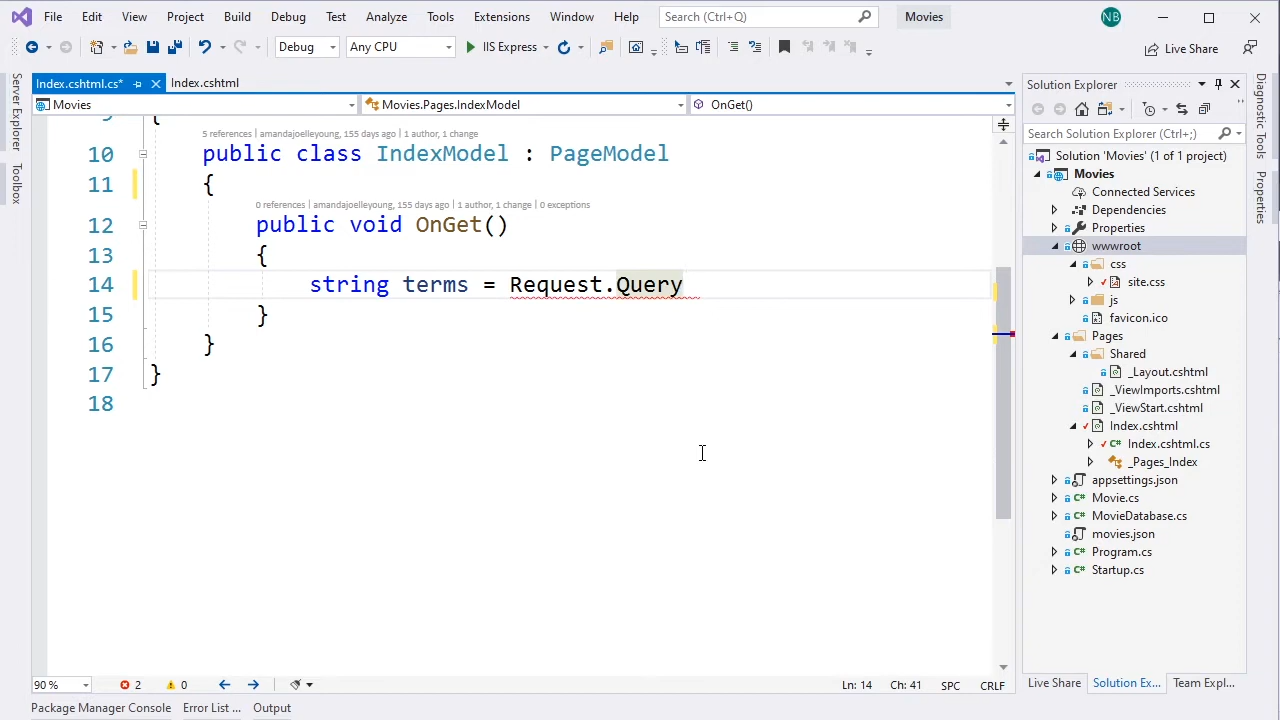 File Edit View Project Build Debug Test Analyze Tools Extensions Window Help Search (Ctrl+Q) Movies NB
Debug Any CPU IIS Express Live Share
Index.cshtml.cs* Index.cshtml
Movies Movies.Pages.IndexModel OnGet()
Server Explorer
Toolbox
9 {
5 references | amandajoelleyoung, 155 days ago | 1 author, 1 change
10 public class IndexModel : PageModel
11 {
0 references | amandajoelleyoung, 155 days ago | 1 author, 1 change | 0 exceptions
12 public void OnGet()
13 {
14 string terms = Request.Query
15 }
16 }
17 }
18
90 % 2 0 Ln: 14 Ch: 41 SPC CRLF
Package Manager Console Error List ... Output
Solution Explorer
Search Solution Explorer (Ctrl+;)
Solution 'Movies' (1 of 1 project)
Movies
Connected Services
Dependencies
Properties
wwwroot
css
site.css
js
favicon.ico
Pages
Shared
_Layout.cshtml
_ViewImports.cshtml
_ViewStart.cshtml
Index.cshtml
C# Index.cshtml.cs
_Pages_Index
appsettings.json
C# Movie.cs
C# MovieDatabase.cs
movies.json
C# Program.cs
C# Startup.cs
Live Share Solution Ex... Team Expl...
Diagnostic Tools
Properties